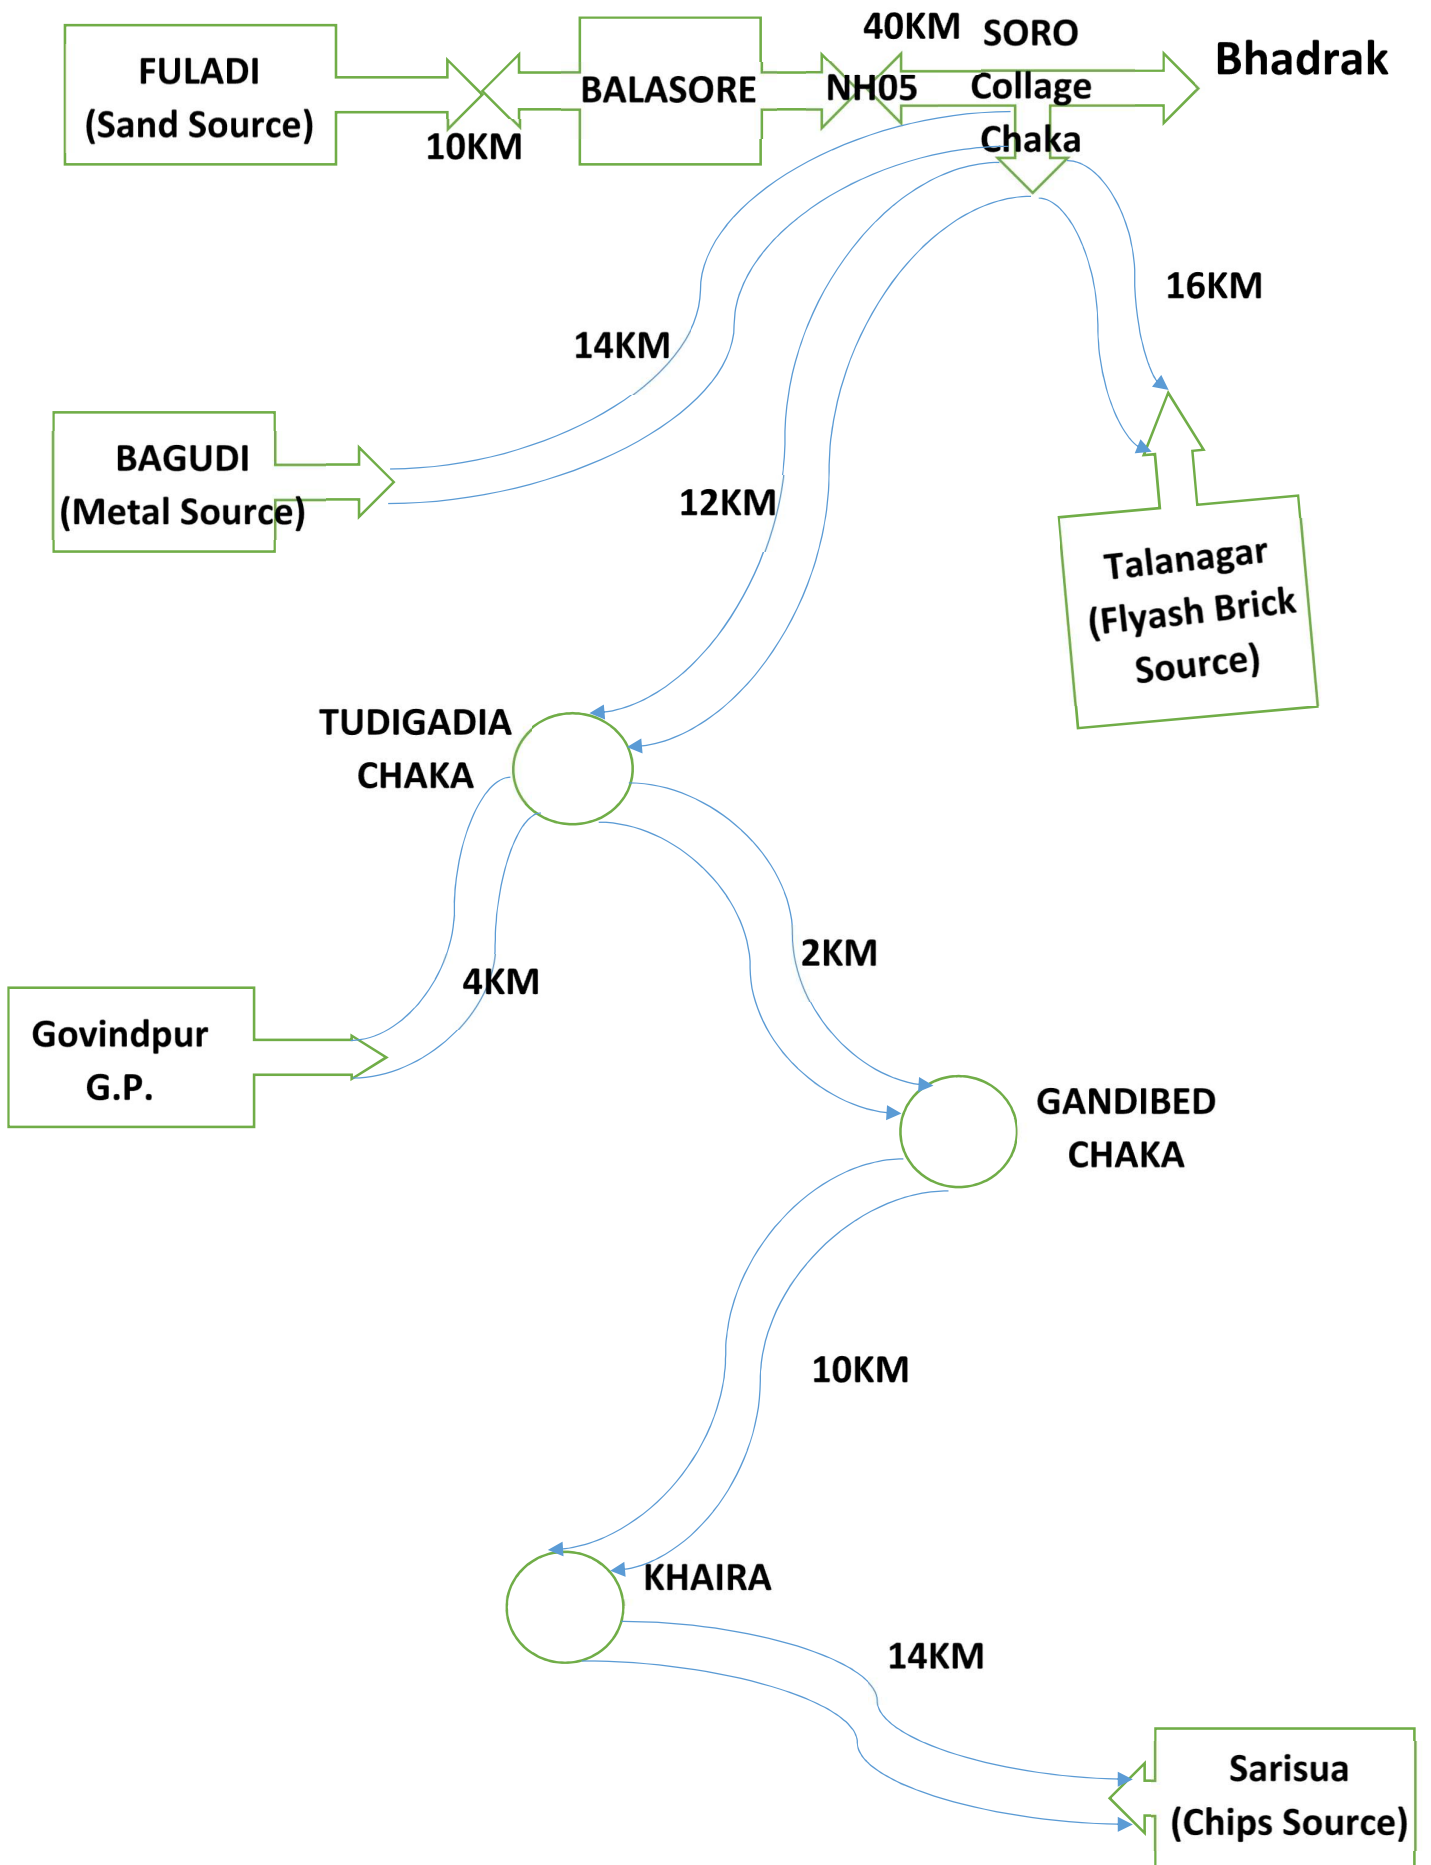 FULADI
(Sand Source)
10KM
BALASORE
NH05
40KM
SORO
Collage
Chaka
Bhadrak
16KM
14KM
BAGUDI
(Metal Source)
12KM
Talanagar
(Flyash Brick
Source)
TUDIGADIA
CHAKA
2KM
4KM
Govindpur
G.P.
GANDIBED
CHAKA
10KM
KHAIRA
14KM
Sarisua
(Chips Source)